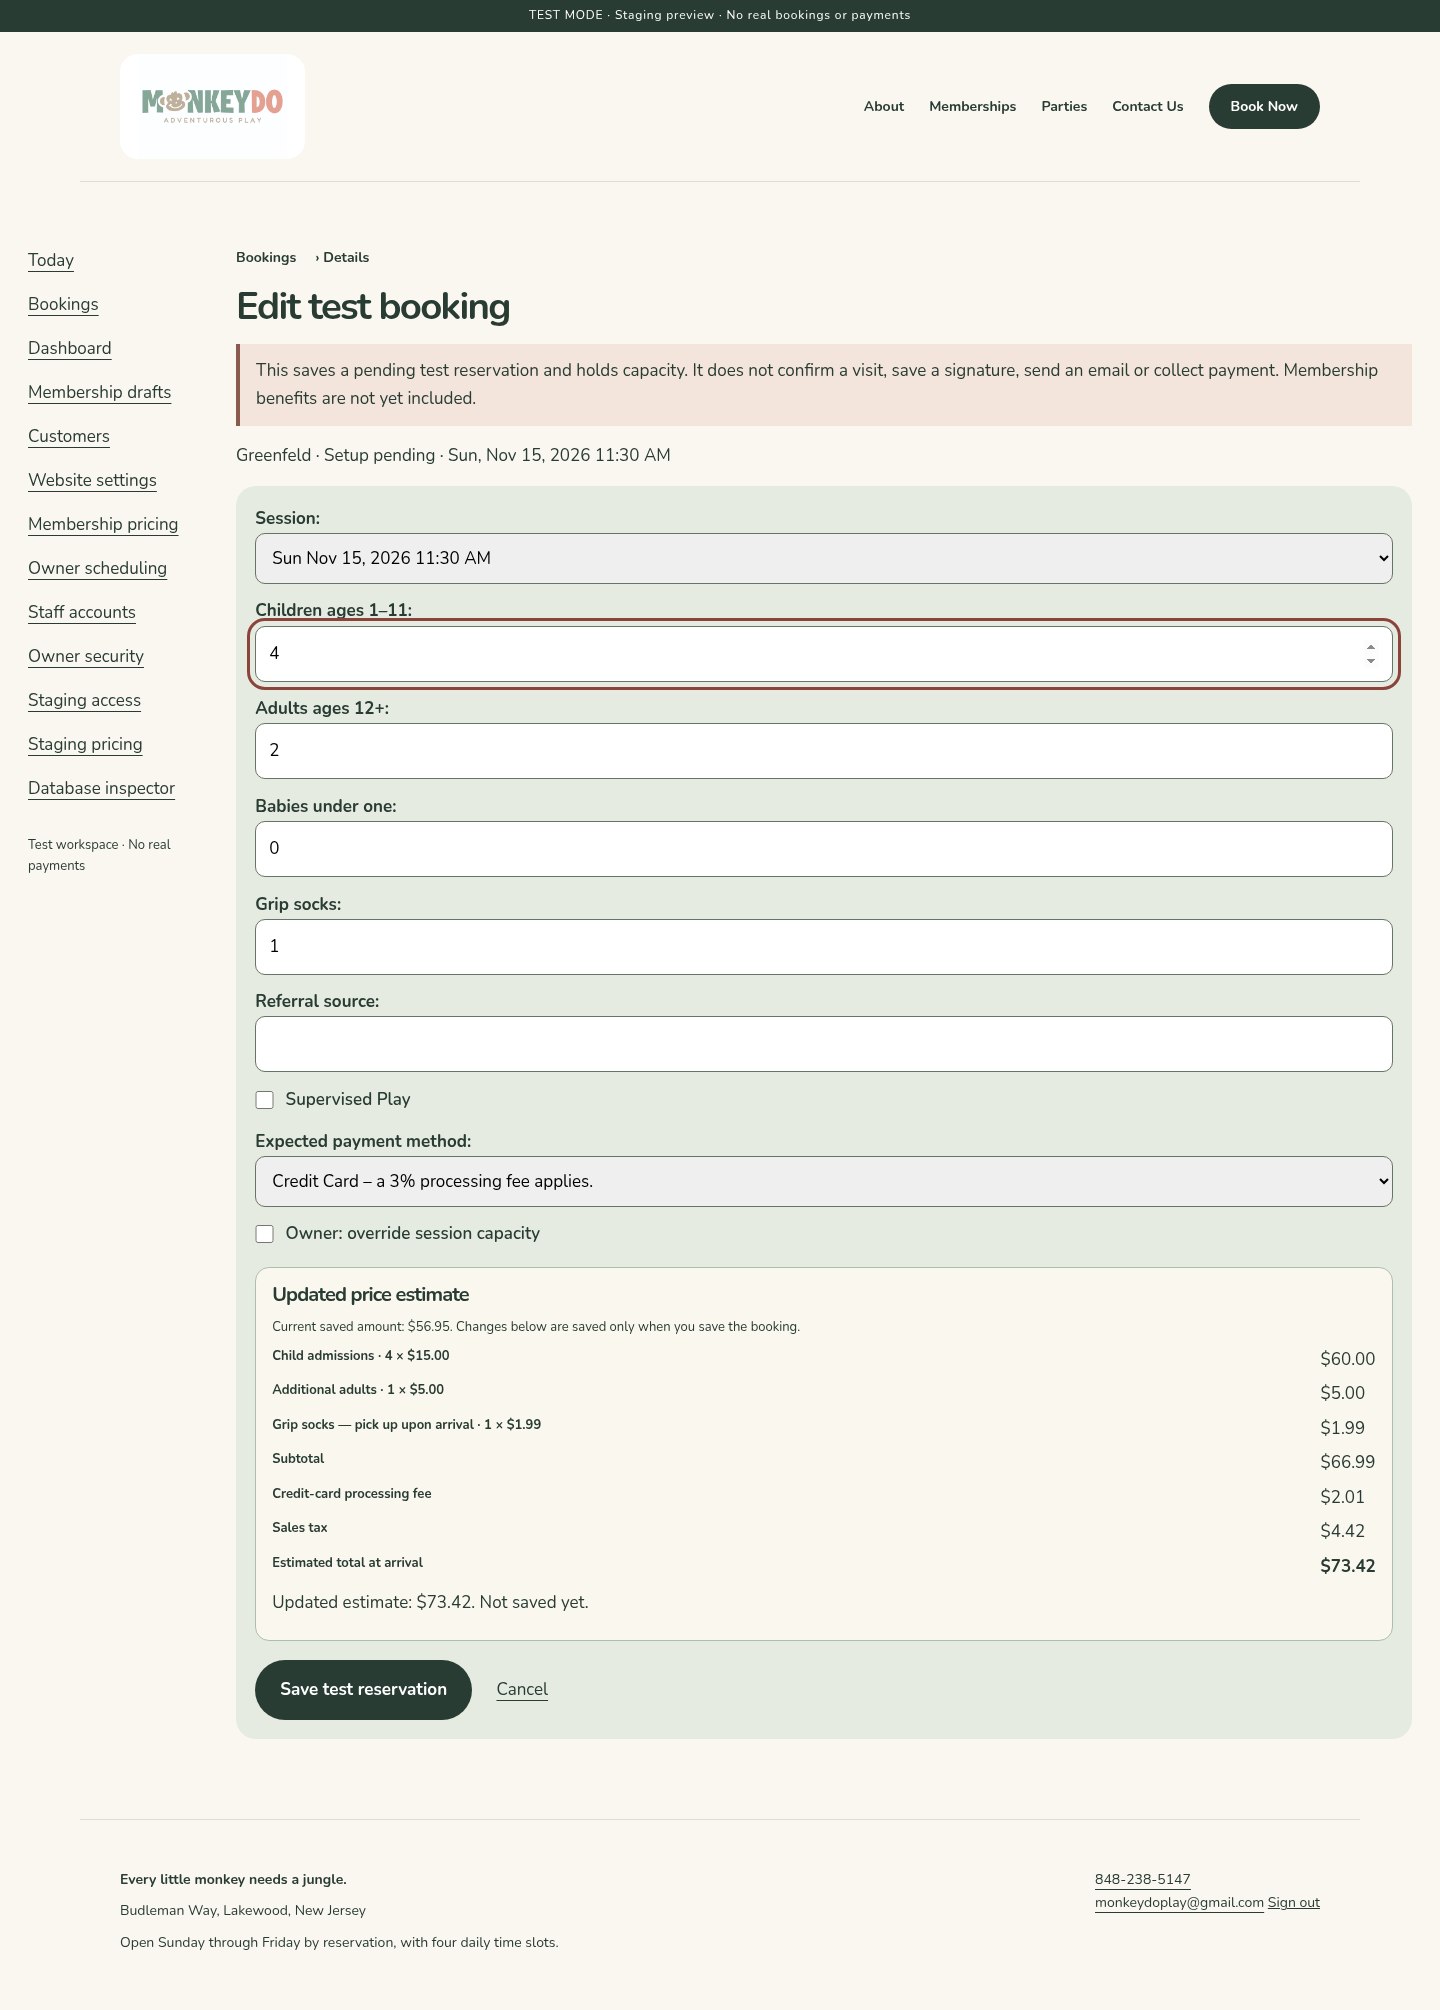 TEST MODE · Staging preview · No real bookings or payments
MONKEYDO
ADVENTUROUS PLAY
About Memberships Parties Contact Us Book Now
Today
Bookings
Dashboard
Membership drafts
Customers
Website settings
Membership pricing
Owner scheduling
Staff accounts
Owner security
Staging access
Staging pricing
Database inspector
Test workspace · No real
payments
Bookings › Details
Edit test booking
This saves a pending test reservation and holds capacity. It does not confirm a visit, save a signature, send an email or collect payment. Membership
benefits are not yet included.
Greenfeld · Setup pending · Sun, Nov 15, 2026 11:30 AM
Session:
Sun Nov 15, 2026 11:30 AM
Children ages 1–11:
4
Adults ages 12+:
2
Babies under one:
0
Grip socks:
1
Referral source:
Supervised Play
Expected payment method:
Credit Card – a 3% processing fee applies.
Owner: override session capacity
Updated price estimate
Current saved amount: $56.95. Changes below are saved only when you save the booking.
Child admissions · 4 × $15.00 $60.00
Additional adults · 1 × $5.00 $5.00
Grip socks — pick up upon arrival · 1 × $1.99 $1.99
Subtotal $66.99
Credit-card processing fee $2.01
Sales tax $4.42
Estimated total at arrival $73.42
Updated estimate: $73.42. Not saved yet.
Save test reservation Cancel
Every little monkey needs a jungle.
Budleman Way, Lakewood, New Jersey
Open Sunday through Friday by reservation, with four daily time slots.
848-238-5147
monkeydoplay@gmail.com Sign out